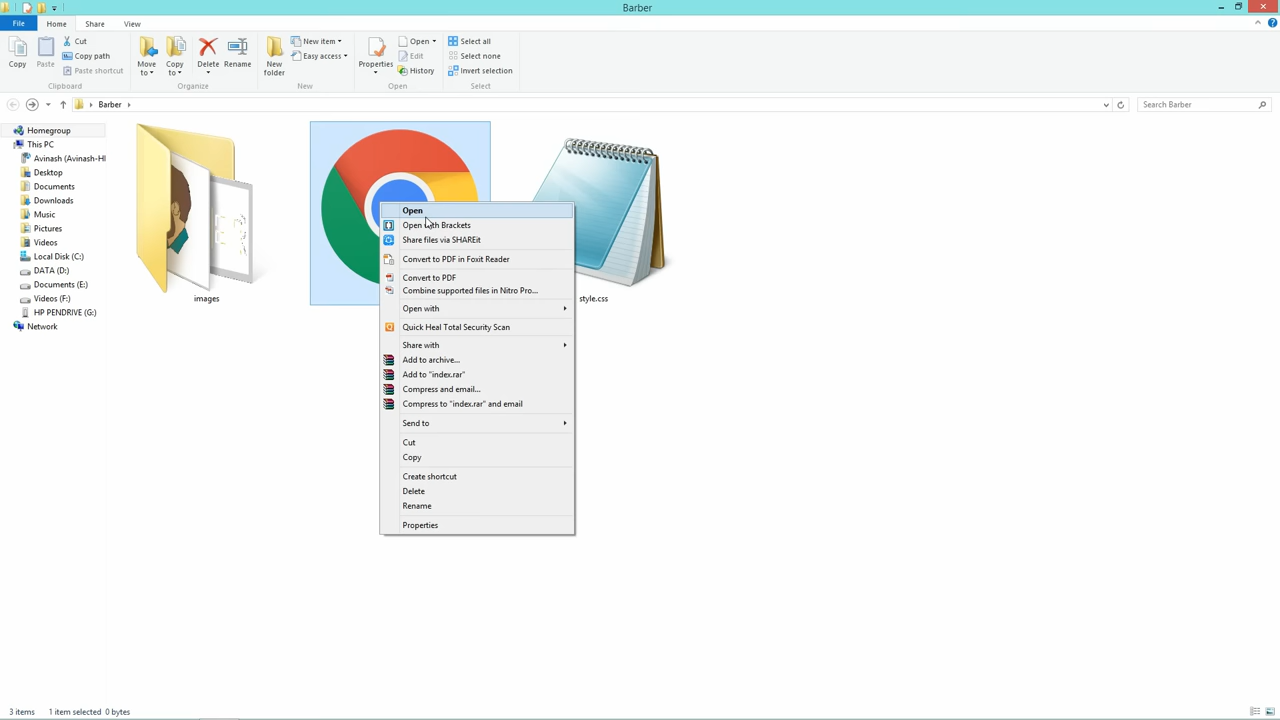 Barber
File Home Share View
Copy
Paste
Cut
Copy path
Paste shortcut
Clipboard
Move to
Copy to
Delete
Rename
Organize
New folder
New item
Easy access
New
Properties
Open
Edit
History
Open
Select all
Select none
Invert selection
Select
Barber
Search Barber
Homegroup
This PC
Avinash (Avinash-HI
Desktop
Documents
Downloads
Music
Pictures
Videos
Local Disk (C:)
DATA (D:)
Documents (E:)
Videos (F:)
HP PENDRIVE (G:)
Network
images
style.css
Open
Open with Brackets
Share files via SHAREit
Convert to PDF in Foxit Reader
Convert to PDF
Combine supported files in Nitro Pro...
Open with
Quick Heal Total Security Scan
Share with
Add to archive...
Add to "index.rar"
Compress and email...
Compress to "index.rar" and email
Send to
Cut
Copy
Create shortcut
Delete
Rename
Properties
3 items 1 item selected 0 bytes